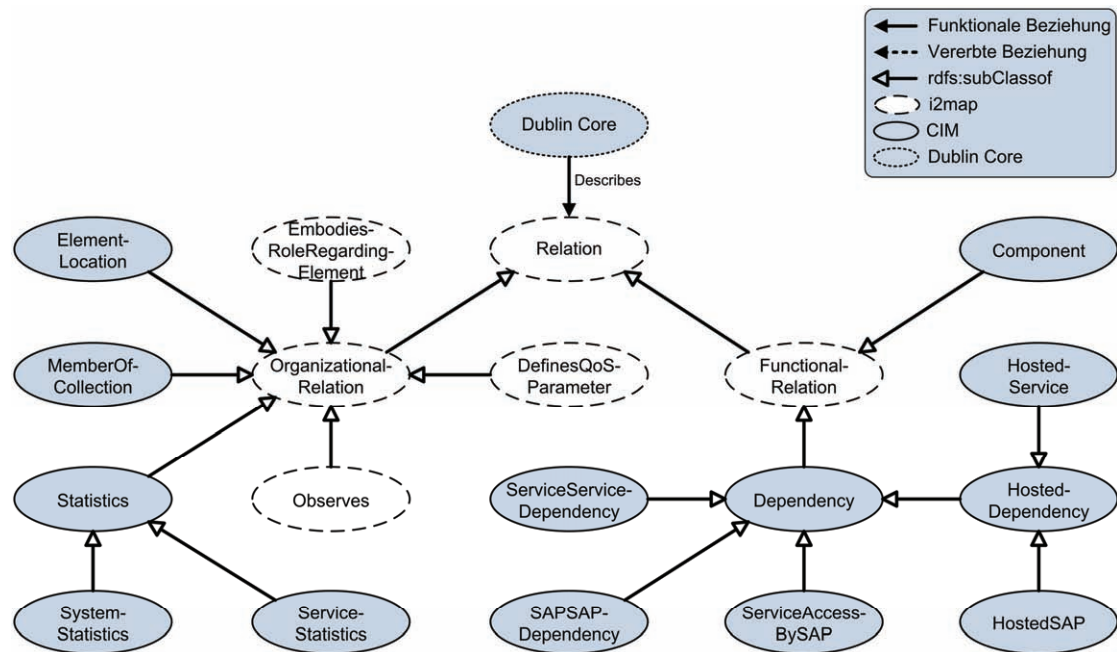 Funktionale Beziehung
Vererbte Beziehung
rdfs:subClassof
i2map
CIM
Dublin Core
Dublin Core
Describes
Element-
Location
Embodies-
RoleRegarding-
Element
Relation
Component
MemberOf-
Collection
Organizational-
Relation
DefinesQoS-
Parameter
Functional-
Relation
Hosted-
Service
Statistics
Observes
ServiceService-
Dependency
Dependency
Hosted-
Dependency
System-
Statistics
Service-
Statistics
SAPSAP-
Dependency
ServiceAccess-
BySAP
HostedSAP